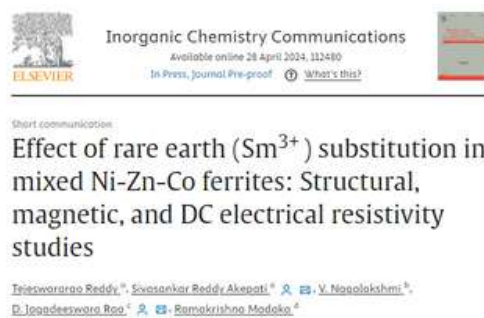 Inorganic Chemistry Communications
Available online 28 April 2024, 112480
In Press, Journal Pre-proof What's this?
ELSEVIER
Short communication
Effect of rare earth (Sm³⁺) substitution in
mixed Ni-Zn-Co ferrites: Structural,
magnetic, and DC electrical resistivity
studies
Tejeswararao Reddy ᵃ, Sivasankar Reddy Akepati ᵃ, V. Nagalakshmi ᵇ,
D. Jagadeeswara Rao ᶜ, Ramakrishna Madaka ᵈ